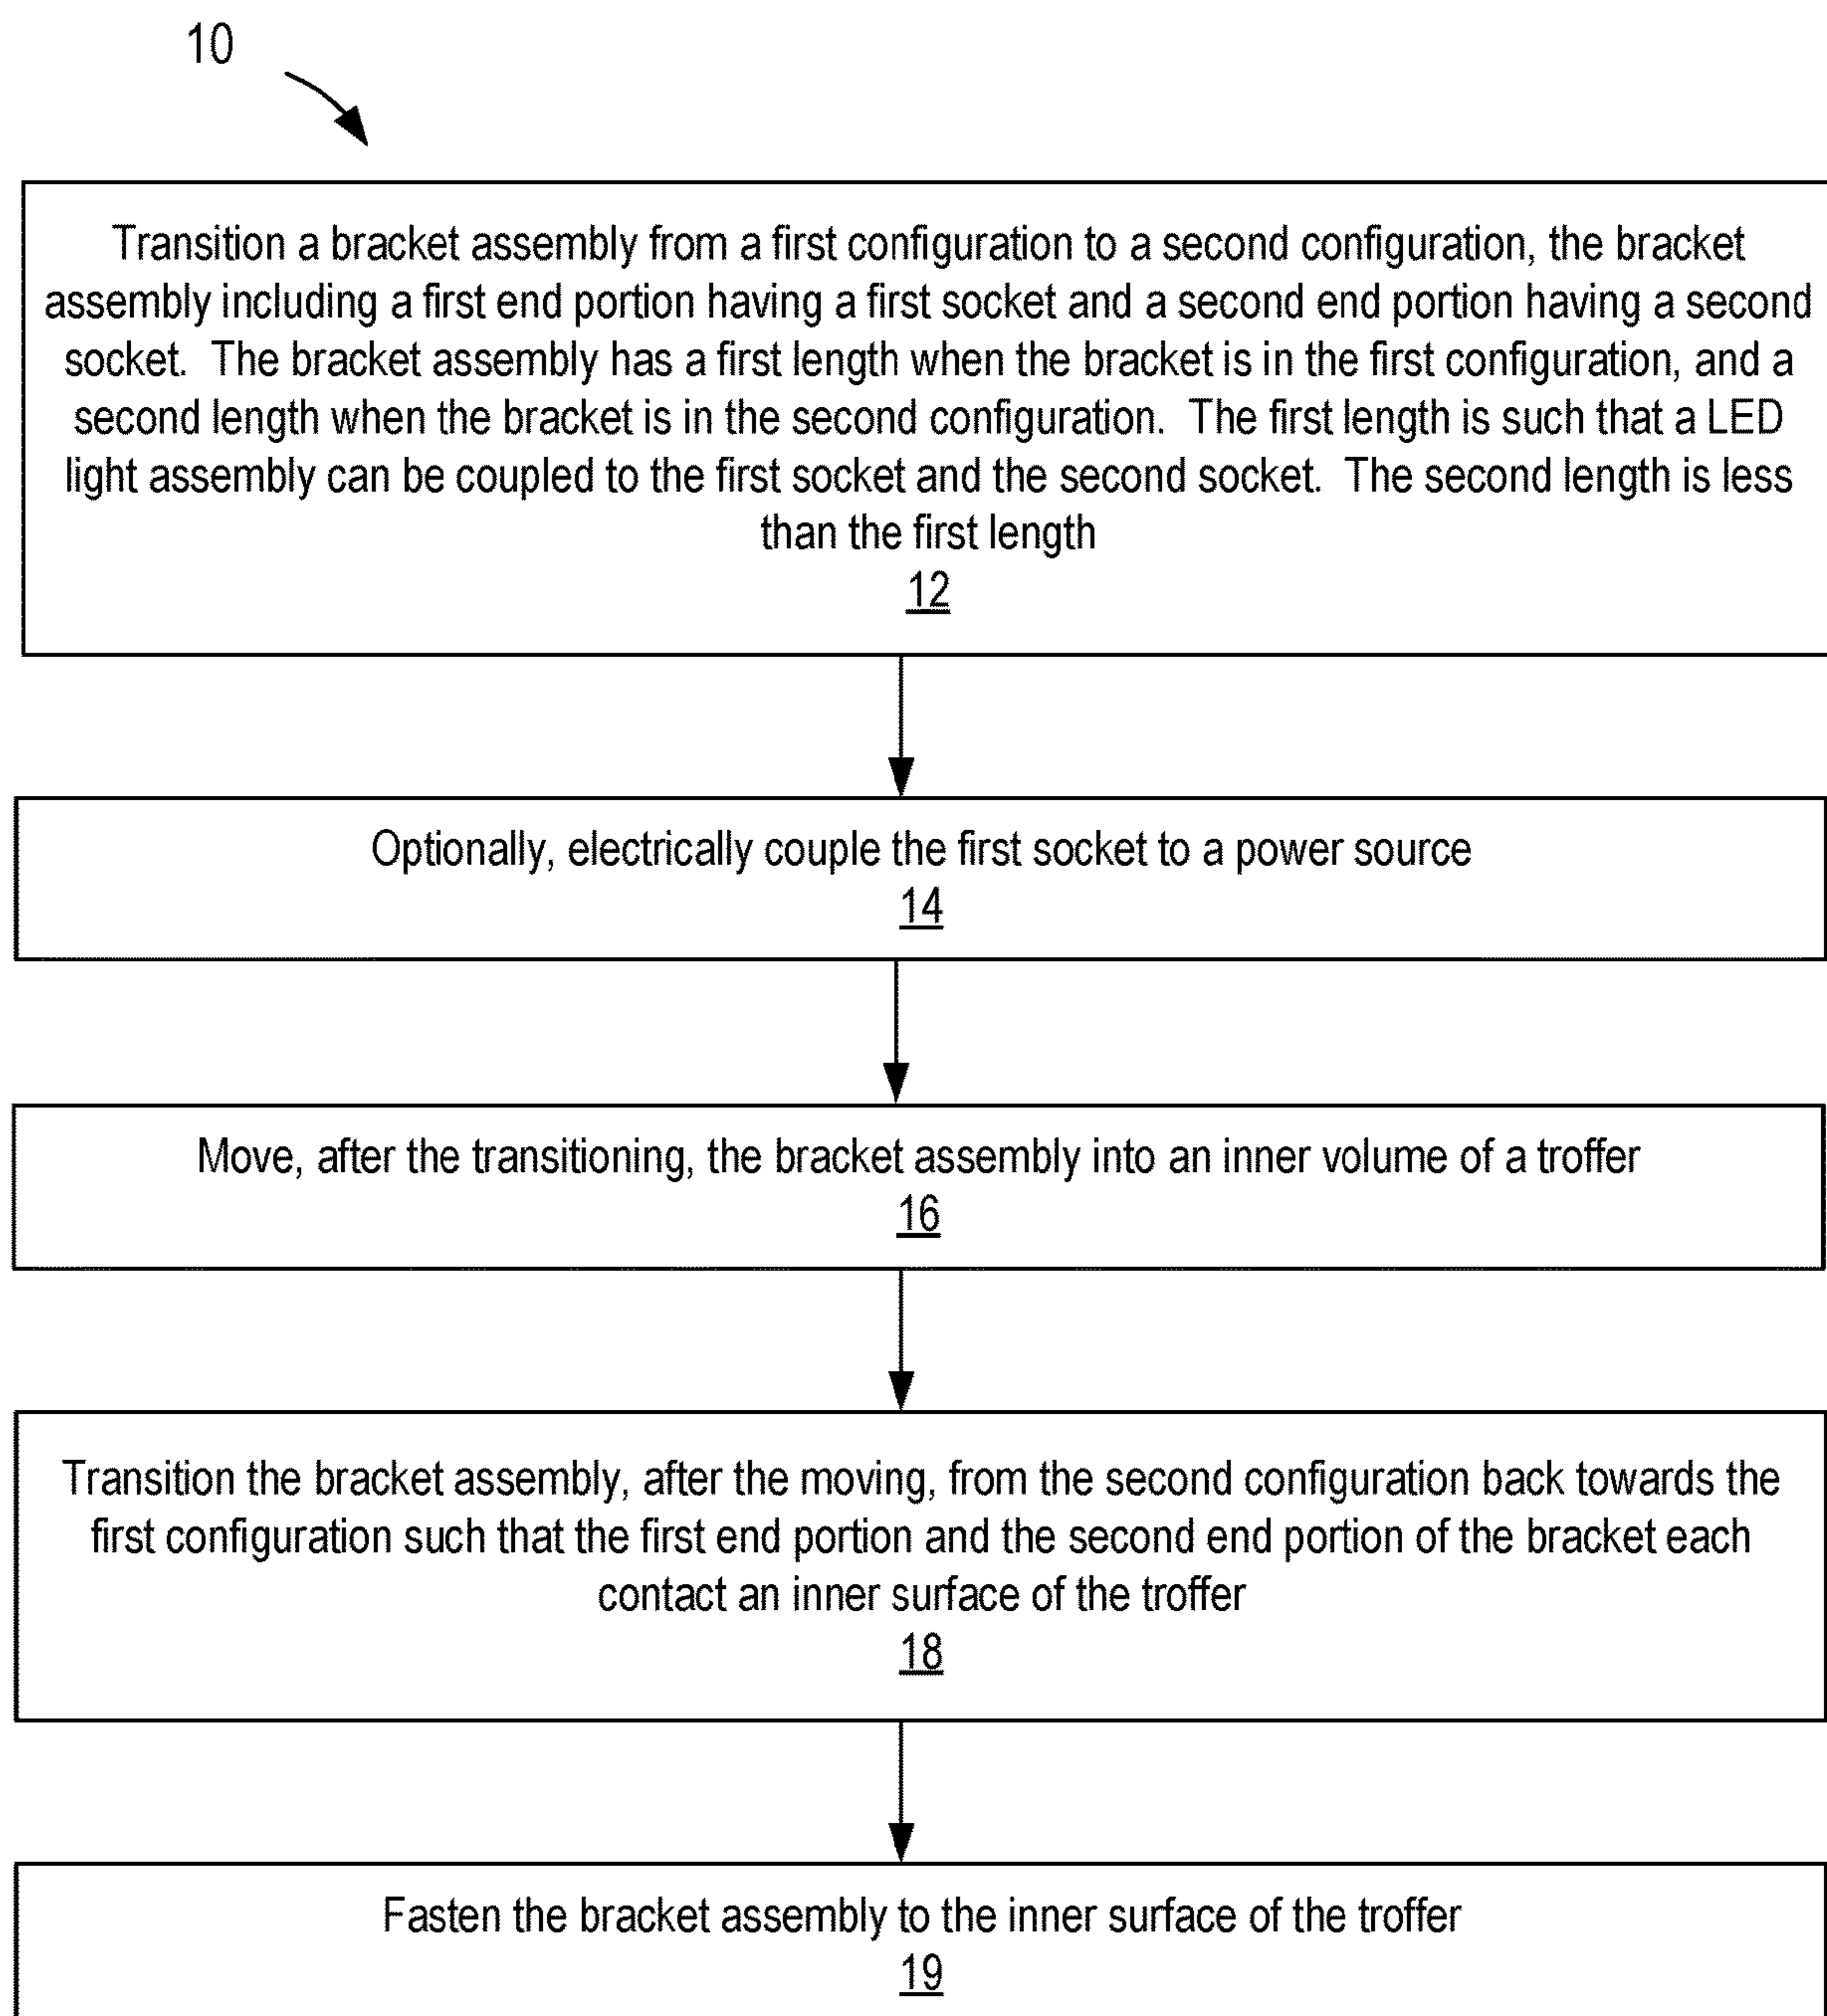 10
Transition a bracket assembly from a first configuration to a second configuration, the bracket
assembly including a first end portion having a first socket and a second end portion having a second
socket. The bracket assembly has a first length when the bracket is in the first configuration, and a
second length when the bracket is in the second configuration. The first length is such that a LED
light assembly can be coupled to the first socket and the second socket. The second length is less
than the first length
12
Optionally, electrically couple the first socket to a power source
14
Move, after the transitioning, the bracket assembly into an inner volume of a troffer
16
Transition the bracket assembly, after the moving, from the second configuration back towards the
first configuration such that the first end portion and the second end portion of the bracket each
contact an inner surface of the troffer
18
Fasten the bracket assembly to the inner surface of the troffer
19